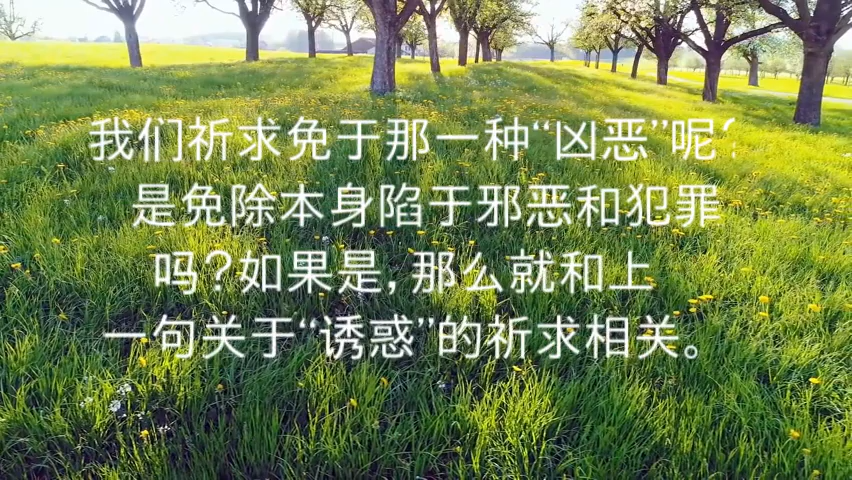 我们祈求免于那一种“凶恶”呢?
是免除本身陷于邪恶和犯罪
吗?如果是,那么就和上
一句关于“诱惑”的祈求相关。